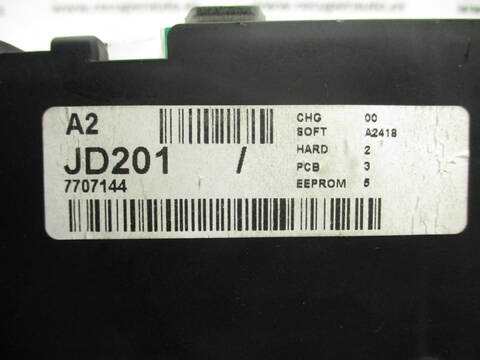 A2
JD201 /
7707144
CHG 00
SOFT A2418
HARD 2
PCB 3
EEPROM 5